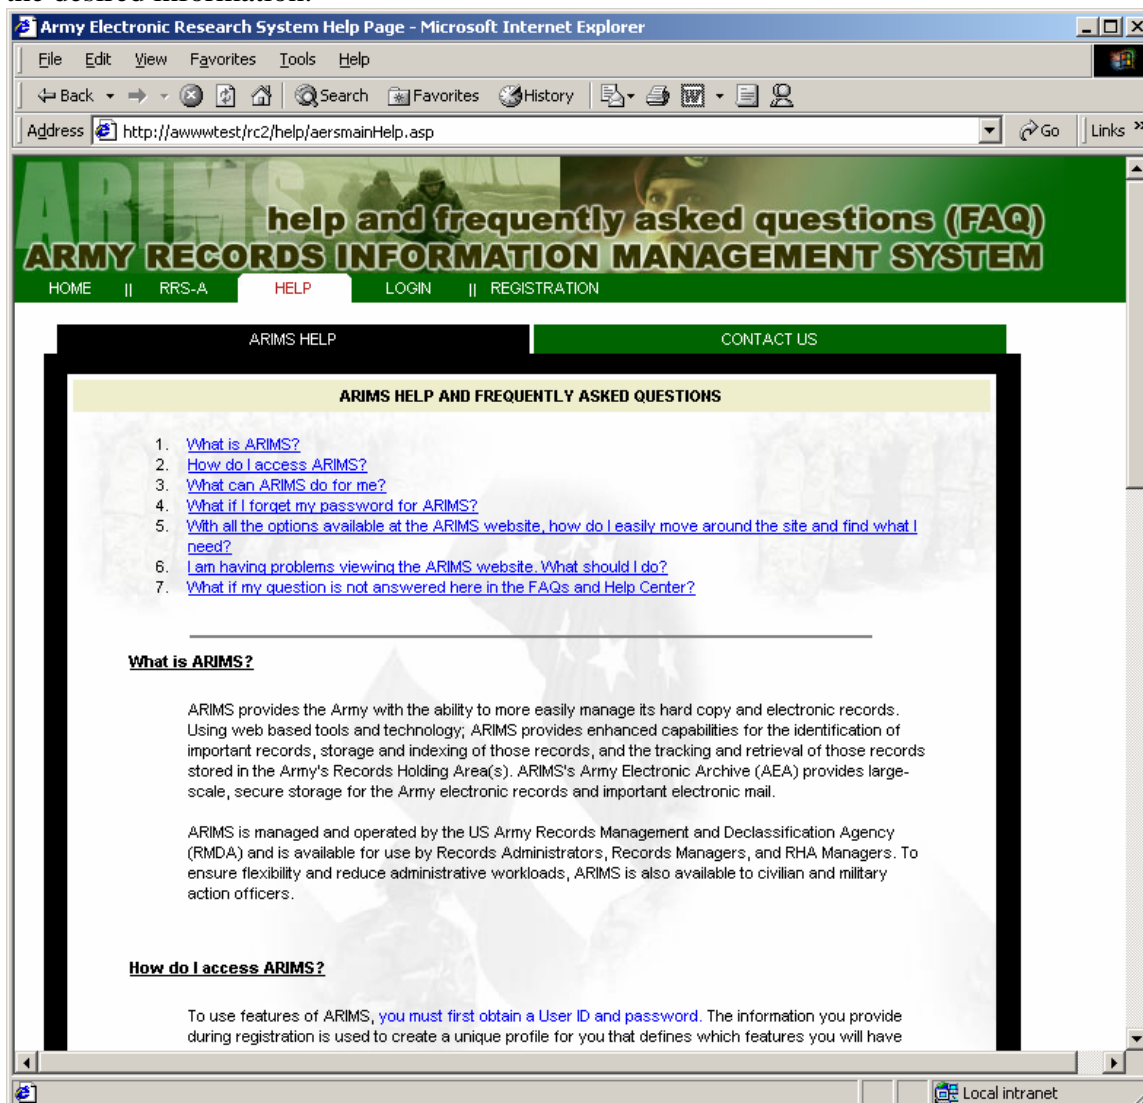 the desired information.
Army Electronic Research System Help Page - Microsoft Internet Explorer
File Edit View Favorites Tools Help
Back Search Favorites History
Address http://awwwtest/rc2/help/aersmainHelp.asp Go Links »
ARIMS
help and frequently asked questions (FAQ)
ARMY RECORDS INFORMATION MANAGEMENT SYSTEM
HOME || RRS-A HELP LOGIN || REGISTRATION
ARIMS HELP CONTACT US
ARIMS HELP AND FREQUENTLY ASKED QUESTIONS
1. What is ARIMS?
2. How do I access ARIMS?
3. What can ARIMS do for me?
4. What if I forget my password for ARIMS?
5. With all the options available at the ARIMS website, how do I easily move around the site and find what I
need?
6. I am having problems viewing the ARIMS website. What should I do?
7. What if my question is not answered here in the FAQs and Help Center?
What is ARIMS?
ARIMS provides the Army with the ability to more easily manage its hard copy and electronic records.
Using web based tools and technology; ARIMS provides enhanced capabilities for the identification of
important records, storage and indexing of those records, and the tracking and retrieval of those records
stored in the Army's Records Holding Area(s). ARIMS's Army Electronic Archive (AEA) provides large-
scale, secure storage for the Army electronic records and important electronic mail.
ARIMS is managed and operated by the US Army Records Management and Declassification Agency
(RMDA) and is available for use by Records Administrators, Records Managers, and RHA Managers. To
ensure flexibility and reduce administrative workloads, ARIMS is also available to civilian and military
action officers.
How do I access ARIMS?
To use features of ARIMS, you must first obtain a User ID and password. The information you provide
during registration is used to create a unique profile for you that defines which features you will have
Local intranet